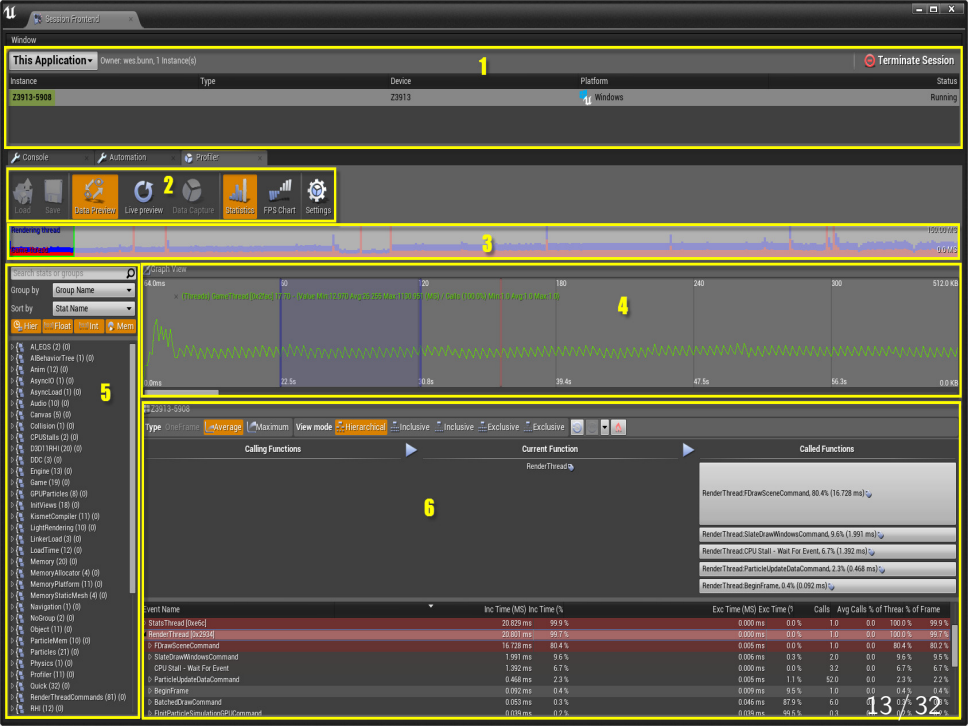 Session Frontend
Window
This Application
Owner: wes.bunn, 1 Instance(s)
1
Terminate Session
Instance Type Device Platform Status
Z3913-5908 Z3913 Windows Running
Console Automation Profiler
2
Load Save Data Preview Live preview Data Capture Statistics FPS Chart Settings
Rendering thread 150.00 MS
3
0.0 MS
Search stats or groups
Group by Group Name
Sort by Stat Name
Hier Float Int Mem
AI_EQS (2) (0)
AIBehaviorTree (1) (0)
Anim (12) (0)
AsyncIO (1) (0)
AsyncLoad (1) (0)
Audio (10) (0)
Canvas (5) (0)
Collision (1) (0)
CPUStalls (2) (0)
D3D11RHI (20) (0)
DDC (3) (0)
Engine (13) (0)
Game (19) (0)
GPUParticles (8) (0)
InitViews (18) (0)
KismetCompiler (11) (0)
LightRendering (10) (0)
LinkerLoad (3) (0)
LoadTime (12) (0)
Memory (20) (0)
MemoryAllocator (4) (0)
MemoryPlatform (11) (0)
MemoryStaticMesh (4) (0)
Navigation (1) (0)
NoGroup (2) (0)
Object (11) (0)
ParticleMem (10) (0)
Particles (21) (0)
Physics (1) (0)
Profiler (11) (0)
Quick (32) (0)
RenderThreadCommands (81) (0)
RHI (12) (0)
5
Graph View
64.0ms 60 120 180 240 300 512.0 KB
4
0.0ms 22.5s 30.8s 39.4s 47.5s 56.3s 0.0 KB
Z3913-5908
Type OneFrame Average Maximum View mode Hierarchical Inclusive Inclusive Exclusive Exclusive
Calling Functions Current Function Called Functions
RenderThread
RenderThread:FDrawSceneCommand, 80.4% (16.728 ms)
RenderThread:SlateDrawWindowsCommand, 9.6% (1.991 ms)
RenderThread:CPU Stall - Wait For Event, 6.7% (1.392 ms)
RenderThread:ParticleUpdateDataCommand, 2.3% (0.468 ms)
RenderThread:BeginFrame, 0.4% (0.092 ms)
6
Event Name Inc Time (MS) Inc Time (% Exc Time (MS) Exc Time (% Calls Avg Calls % of Threa % of Frame
StatsThread [0xe6c] 20.829 ms 99.9 % 0.000 ms 0.0 % 1.0 100.0 % 99.9 %
RenderThread [0x2934] 20.801 ms 99.9 % 0.000 ms 0.0 % 1.0 100.0 % 99.7 %
FDrawSceneCommand 16.728 ms 80.4 % 0.005 ms 0.0 % 1.0 80.4 % 80.2 %
SlateDrawWindowsCommand 1.991 ms 9.6 % 0.006 ms 0.3 % 2.0 9.6 % 9.5 %
CPU Stall - Wait For Event 1.392 ms 6.7 % 0.000 ms 0.0 % 3.2 6.7 % 6.7 %
ParticleUpdateDataCommand 0.468 ms 2.3 % 0.005 ms 1.1 % 52.0 2.3 % 2.2 %
BeginFrame 0.092 ms 0.4 % 0.009 ms 9.5 % 1.0 0.4 % 0.4 %
BatchedDrawCommand 0.053 ms 0.3 % 0.046 ms 87.9 % 6.0
FInitParticleSimulationGPUCommand 0.039 ms 0.2 % 0.039 ms 99.5 %
13 / 32